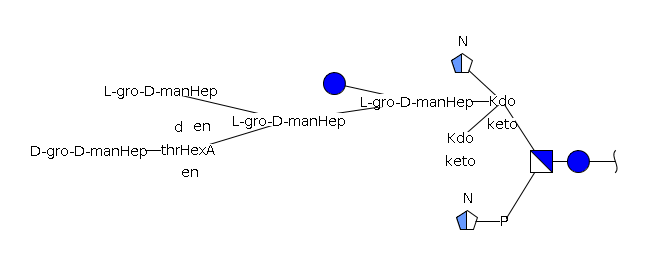 N
L-gro-D-manHep
L-gro-D-manHep
Kdo
d en
L-gro-D-manHep
keto
Kdo
D-gro-D-manHep
thrHexA
keto
en
N
P